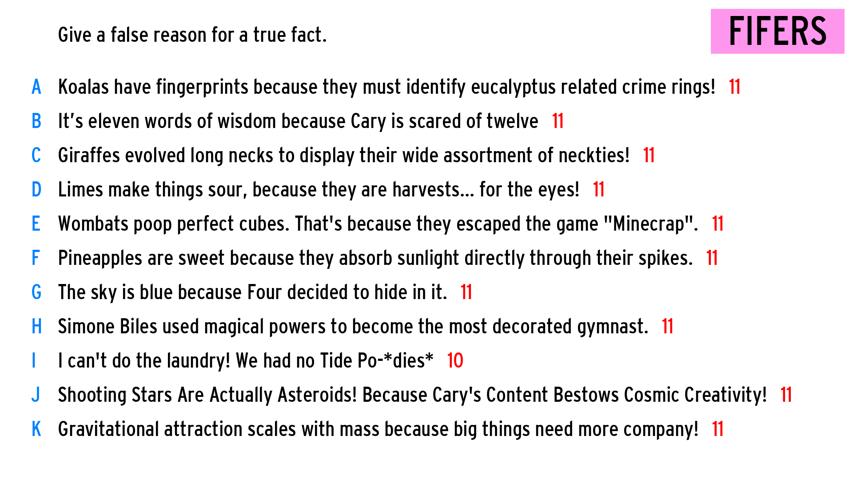 Give a false reason for a true fact.
FIFERS
A Koalas have fingerprints because they must identify eucalyptus related crime rings! 11
B It's eleven words of wisdom because Cary is scared of twelve 11
C Giraffes evolved long necks to display their wide assortment of neckties! 11
D Limes make things sour, because they are harvests... for the eyes! 11
E Wombats poop perfect cubes. That's because they escaped the game "Minecrap". 11
F Pineapples are sweet because they absorb sunlight directly through their spikes. 11
G The sky is blue because Four decided to hide in it. 11
H Simone Biles used magical powers to become the most decorated gymnast. 11
I I can't do the laundry! We had no Tide Po-*dies* 10
J Shooting Stars Are Actually Asteroids! Because Cary's Content Bestows Cosmic Creativity! 11
K Gravitational attraction scales with mass because big things need more company! 11